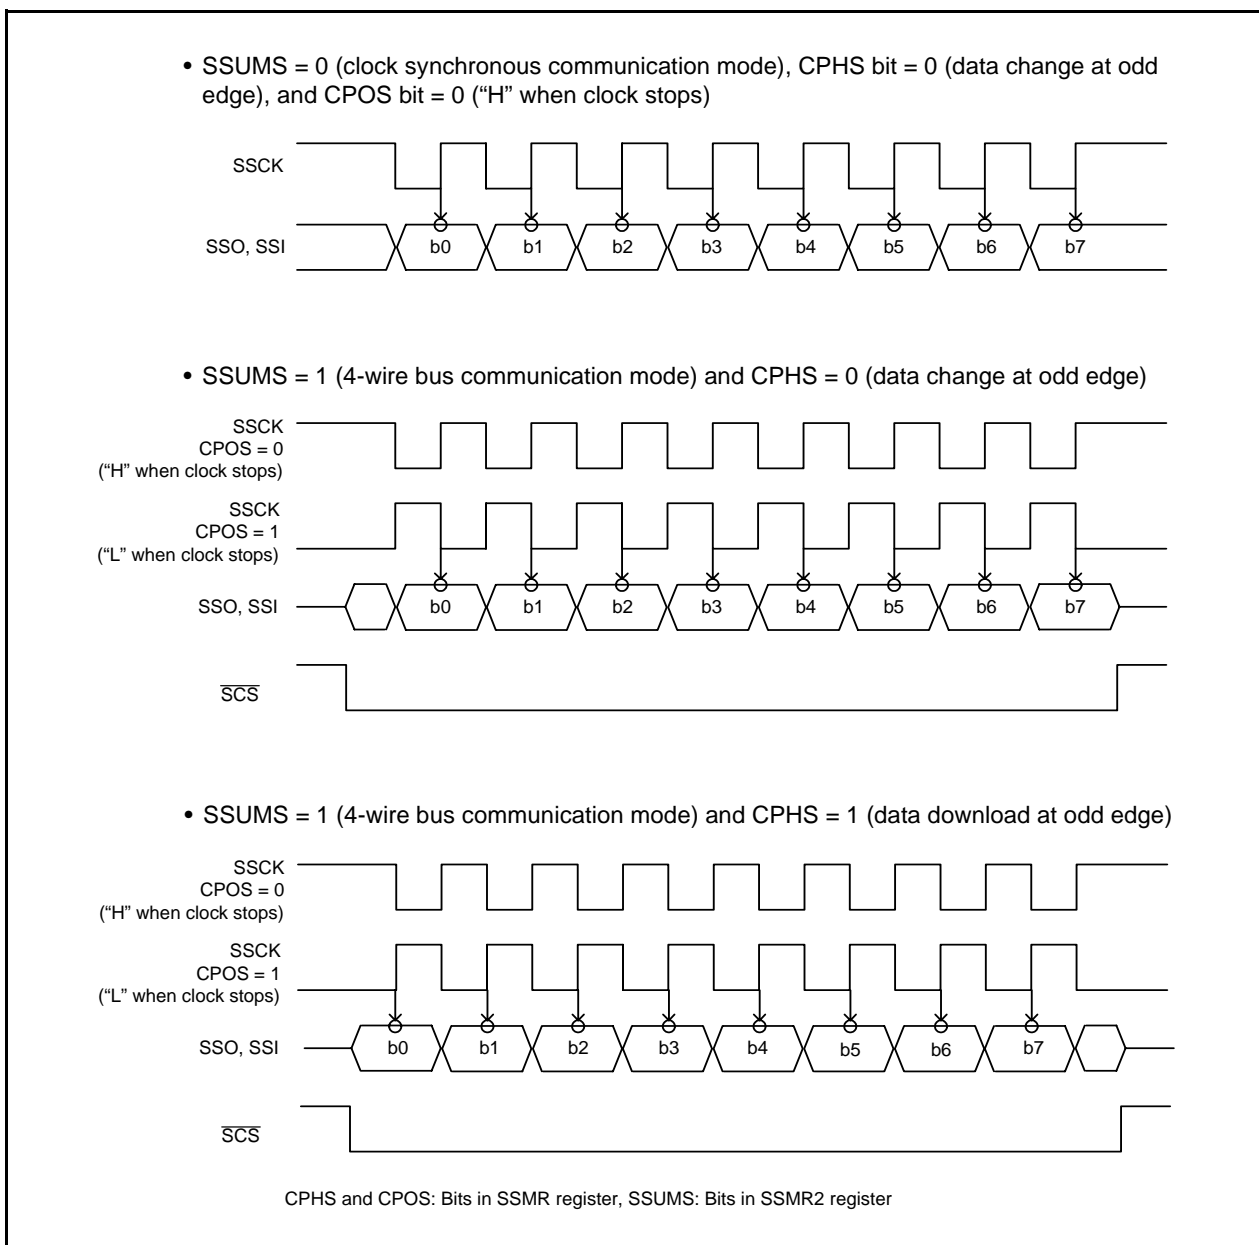 • SSUMS = 0 (clock synchronous communication mode), CPHS bit = 0 (data change at odd
edge), and CPOS bit = 0 (“H” when clock stops)
SSCK
SSO, SSI
b0 b1 b2 b3 b4 b5 b6 b7
• SSUMS = 1 (4-wire bus communication mode) and CPHS = 0 (data change at odd edge)
SSCK
CPOS = 0
(“H” when clock stops)
SSCK
CPOS = 1
(“L” when clock stops)
SSO, SSI
b0 b1 b2 b3 b4 b5 b6 b7
SCS
• SSUMS = 1 (4-wire bus communication mode) and CPHS = 1 (data download at odd edge)
SSCK
CPOS = 0
(“H” when clock stops)
SSCK
CPOS = 1
(“L” when clock stops)
SSO, SSI
b0 b1 b2 b3 b4 b5 b6 b7
SCS
CPHS and CPOS: Bits in SSMR register, SSUMS: Bits in SSMR2 register